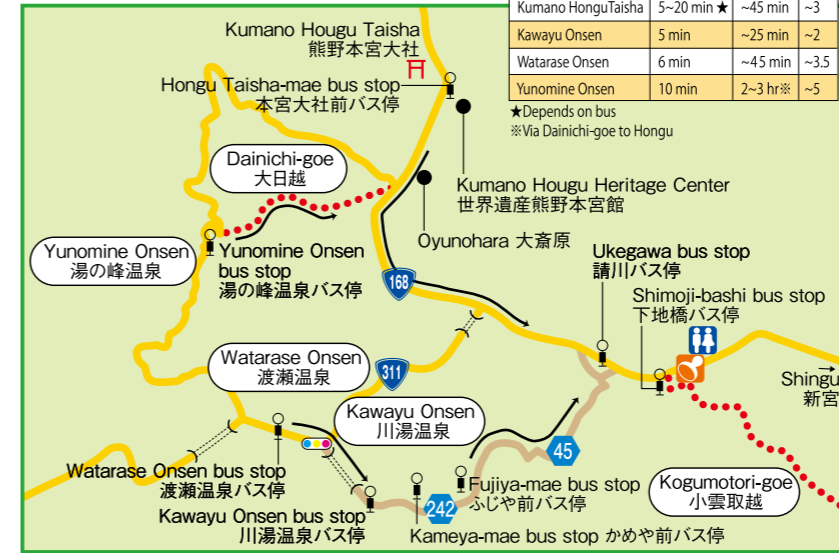 Kumano HonguTaisha 5~20 min ★ ~45 min ~3
Kawayu Onsen 5 min ~25 min ~2
Watarase Onsen 6 min ~45 min ~3.5
Yunomine Onsen 10 min 2~3 hr※ ~5
★Depends on bus
※Via Dainichi-goe to Hongu
Kumano Hougu Taisha
熊野本宮大社
Hongu Taisha-mae bus stop
本宮大社前バス停
Dainichi-goe
大日越
Kumano Hougu Heritage Center
世界遺産熊野本宮館
Oyunohara 大斎原
Yunomine Onsen
湯の峰温泉
Yunomine Onsen
bus stop
湯の峰温泉バス停
168
Ukegawa bus stop
請川バス停
Shimoji-bashi bus stop
下地橋バス停
Watarase Onsen
渡瀬温泉
311
Shingu
新宮
Kawayu Onsen
川湯温泉
45
Watarase Onsen bus stop
渡瀬温泉バス停
Fujiya-mae bus stop
ふじや前バス停
Kogumotori-goe
小雲取越
242
Kawayu Onsen bus stop
川湯温泉バス停
Kameya-mae bus stop かめや前バス停